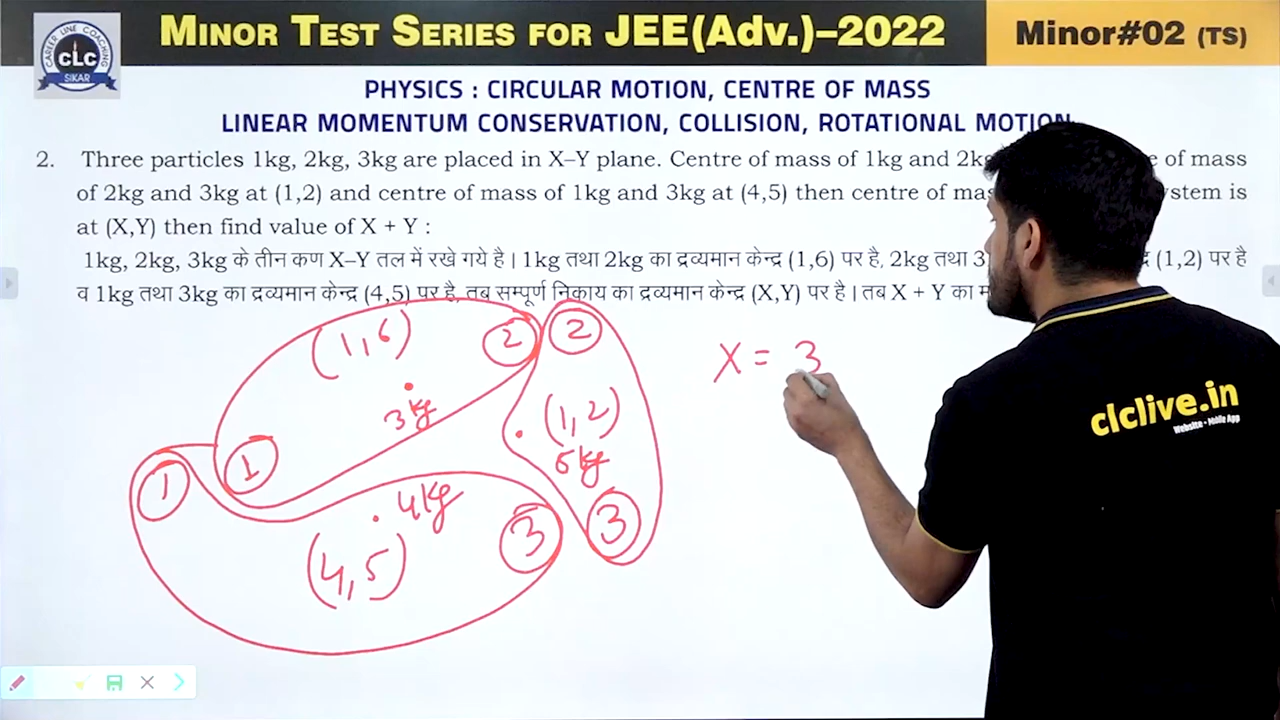 CAREER LINE COACHING
CLC
SIKAR
MINOR TEST SERIES FOR JEE(Adv.)–2022
Minor#02 (TS)
PHYSICS : CIRCULAR MOTION, CENTRE OF MASS
LINEAR MOMENTUM CONSERVATION, COLLISION, ROTATIONAL MOTION
2. Three particles 1kg, 2kg, 3kg are placed in X–Y plane. Centre of mass of 1kg and 2kg of mass
of 2kg and 3kg at (1,2) and centre of mass of 1kg and 3kg at (4,5) then centre of is
at (X,Y) then find value of X + Y :
1kg, 2kg, 3kg के तीन कण X–Y तल में रखे गये है। 1kg तथा 2kg का द्रव्यमान केन्द्र (1,6) पर है, 2kg तथा (1,2) पर है
व 1kg तथा 3kg का द्रव्यमान केन्द्र (4,5) पर है, तब सम्पूर्ण निकाय का द्रव्यमान केन्द्र (X,Y) पर है। तब X + Y का
(1,6) 2 2
X = 3
3kg (1,2)
1 1 5kg
4kg
3 3
(4,5)
clclive.in
Website • Mobile App